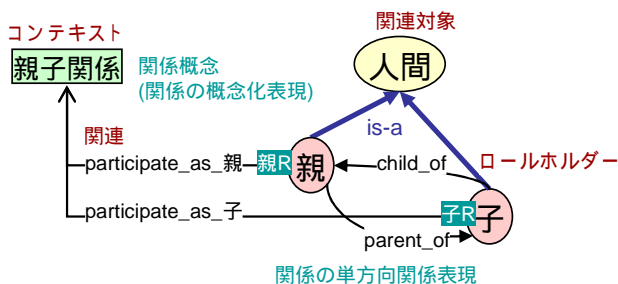 コンテキスト
関連対象
親子関係
人間
関係概念
(関係の概念化表現)
is-a
関連
ロールホルダー
participate_as_親
親R
親
child_of
participate_as_子
子R
子
parent_of
関係の単方向関係表現